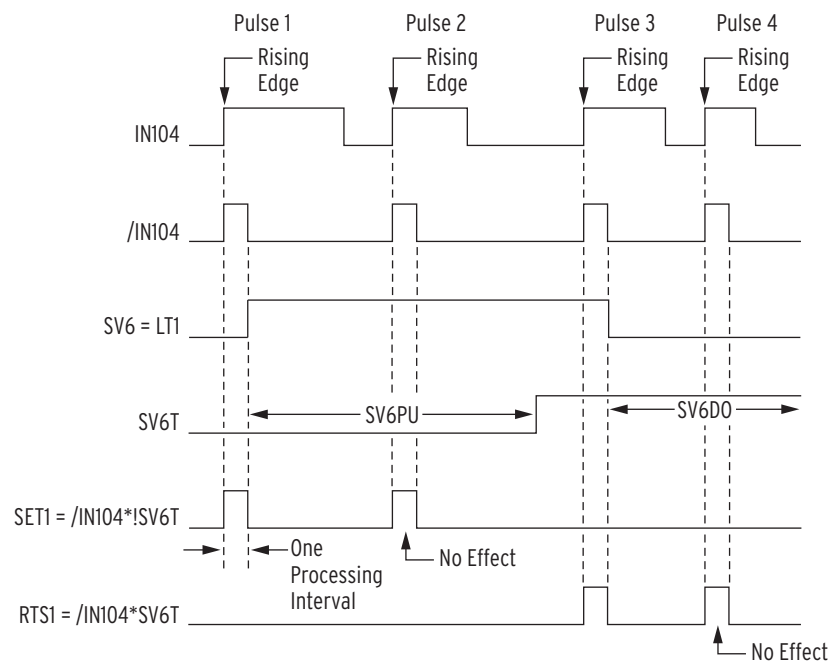 Pulse 1 Pulse 2 Pulse 3 Pulse 4
Rising Edge
Rising Edge
Rising Edge
Rising Edge
IN104
/IN104
SV6 = LT1
SV6T
SV6PU
SV6DO
SET1 = /IN104*!SV6T
One
Processing
Interval
No Effect
RTS1 = /IN104*SV6T
No Effect